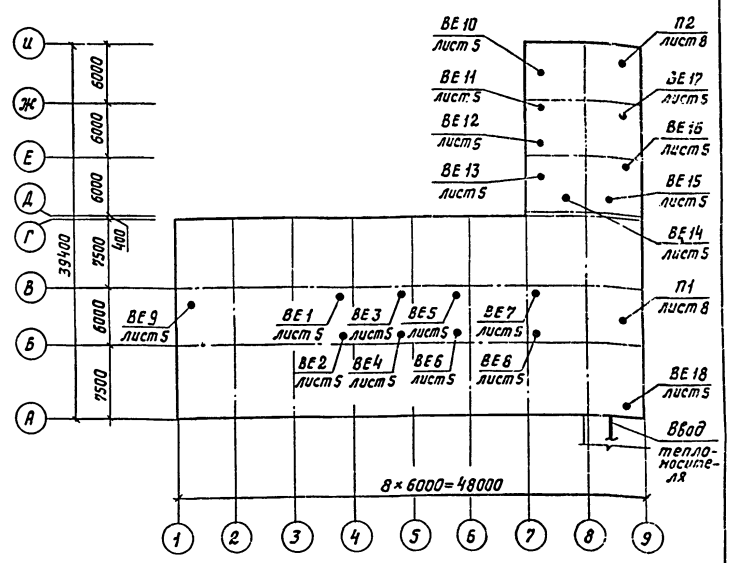 И
Ж
Е
Д
Г
В
Б
А
6000
6000
6000
400
7500
6000
7500
39400
ВЕ 10
лист 5
ВЕ 11
лист 5
ВЕ 12
лист 5
ВЕ 13
лист 5
П2
лист 8
ВЕ 17
лист 5
ВЕ 16
лист 5
ВЕ 15
лист 5
ВЕ 14
лист 5
П1
лист 8
ВЕ 18
лист 5
Ввод
тепло-
носите-
ля
ВЕ 9
лист 5
ВЕ 1
лист 5
ВЕ 3
лист 5
ВЕ 5
лист 5
ВЕ 7
лист 5
ВЕ 2
лист 5
ВЕ 4
лист 5
ВЕ 6
лист 5
ВЕ 8
лист 5
8 × 6000 = 48000
1
2
3
4
5
6
7
8
9